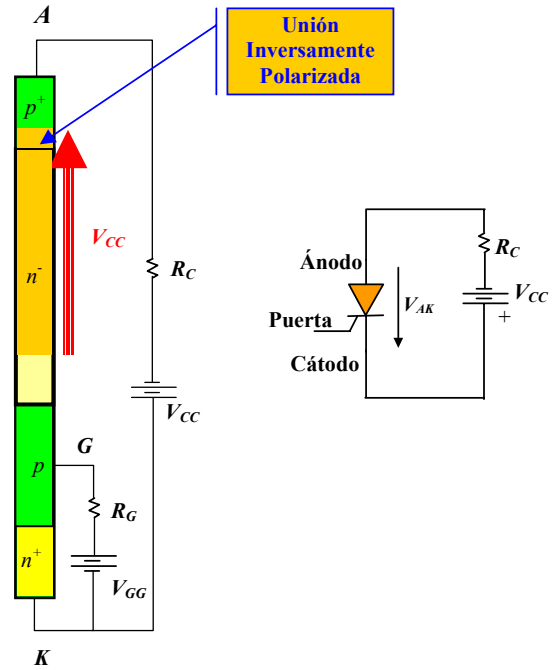 A
Unión
Inversamente
Polarizada
p+
VCC
n-
RC
VCC
p
G
RG
n+
VGG
K
Ánodo
RC
VAK
VCC
+
Puerta
Cátodo